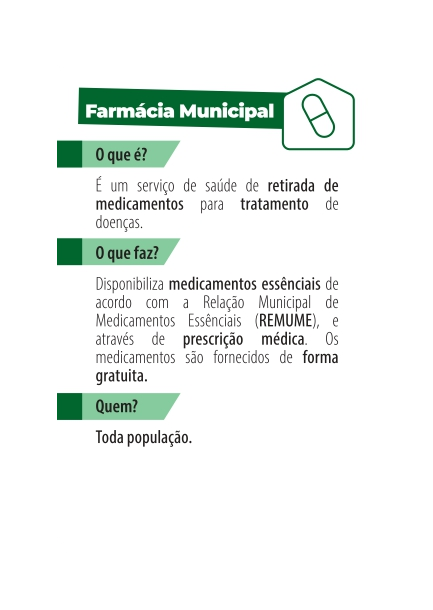 Farmácia Municipal
O que é?
É um serviço de saúde de retirada de
medicamentos para tratamento de
doenças.
O que faz?
Disponibiliza medicamentos essênciais de
acordo com a Relação Municipal de
Medicamentos Essênciais (REMUME), e
através de prescrição médica. Os
medicamentos são fornecidos de forma
gratuita.
Quem?
Toda população.